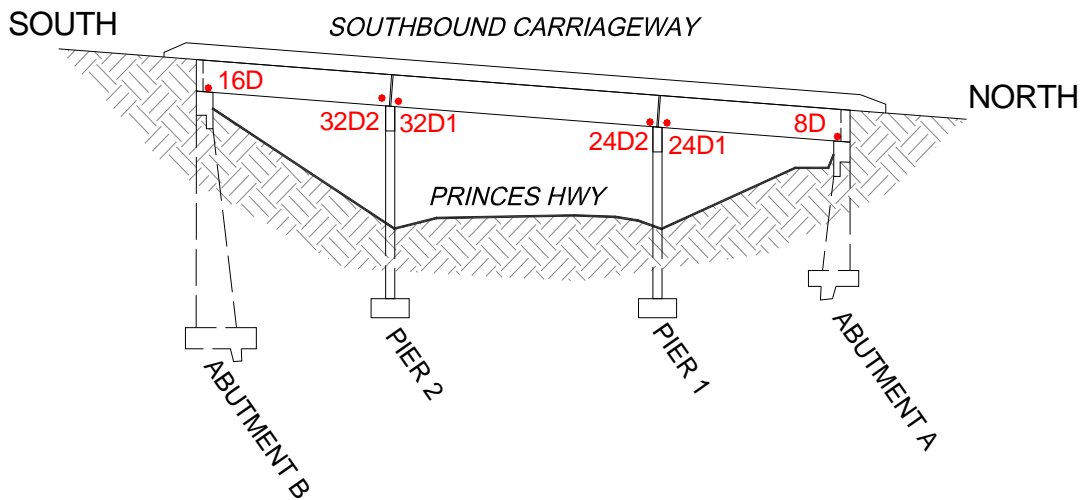 SOUTH
SOUTHBOUND CARRIAGEWAY
NORTH
16D
32D2
32D1
24D2
24D1
8D
PRINCES HWY
ABUTMENT B
PIER 2
PIER 1
ABUTMENT A